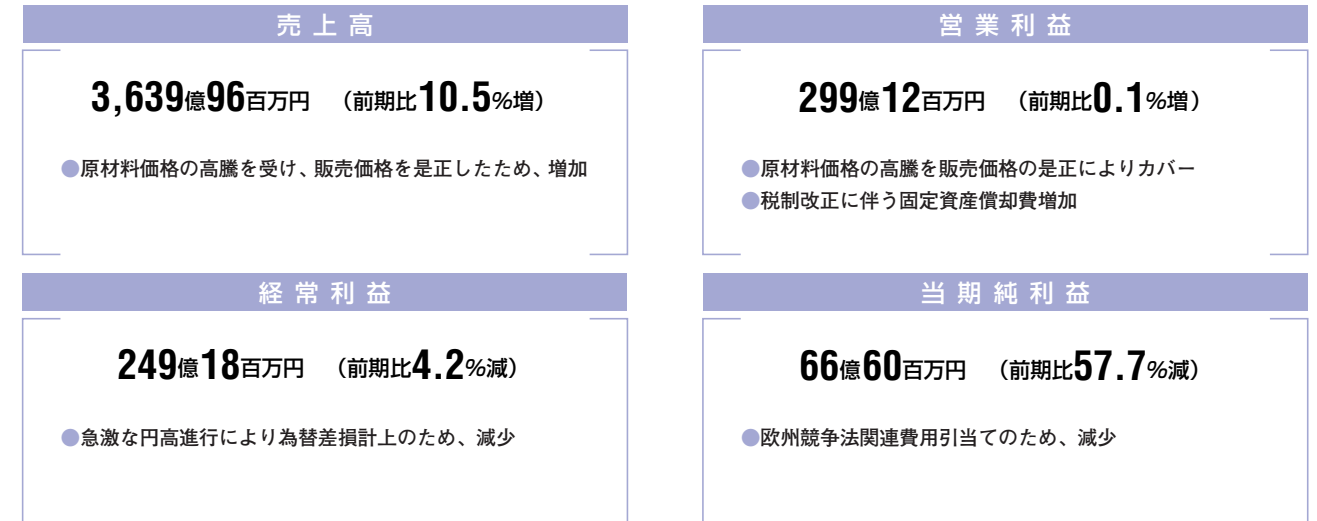 売上高
3,639億96百万円 （前期比10.5%増）
●原材料価格の高騰を受け、販売価格を是正したため、増加
営業利益
299億12百万円 （前期比0.1%増）
●原材料価格の高騰を販売価格の是正によりカバー
●税制改正に伴う固定資産償却費増加
経常利益
249億18百万円 （前期比4.2%減）
●急激な円高進行により為替差損計上のため、減少
当期純利益
66億60百万円 （前期比57.7%減）
●欧州競争法関連費用引当てのため、減少